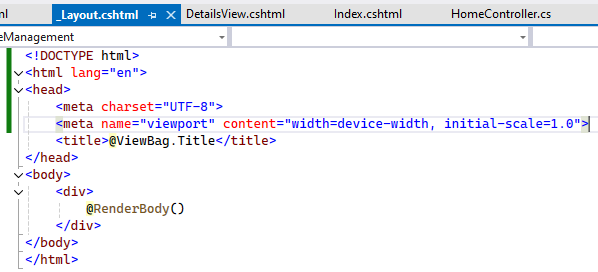 _Layout.cshtml DetailsView.cshtml Index.cshtml HomeController.cs
eManagement
<!DOCTYPE html>
<html lang="en">
<head>
<meta charset="UTF-8">
<meta name="viewport" content="width=device-width, initial-scale=1.0">
<title>@ViewBag.Title</title>
</head>
<body>
<div>
@RenderBody()
</div>
</body>
</html>